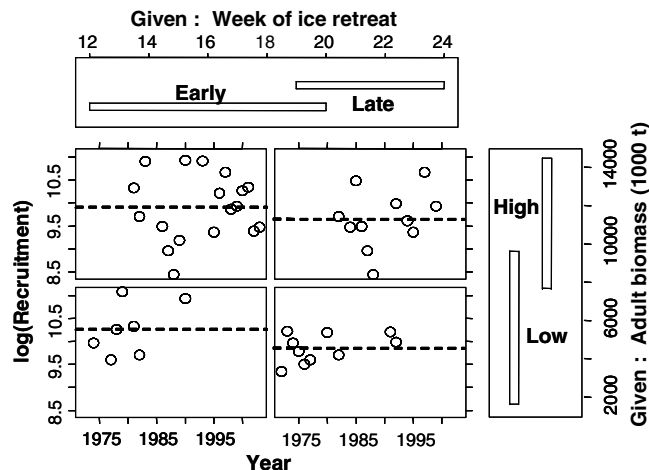 Given : Week of ice retreat
12 14 16 18 20 22 24
Early
Late
log(Recruitment)
10.5
9.5
8.5
10.5
9.5
8.5
1975 1985 1995
1975 1985 1995
Year
High
Low
14000
10000
6000
2000
Given : Adult biomass (1000 t)